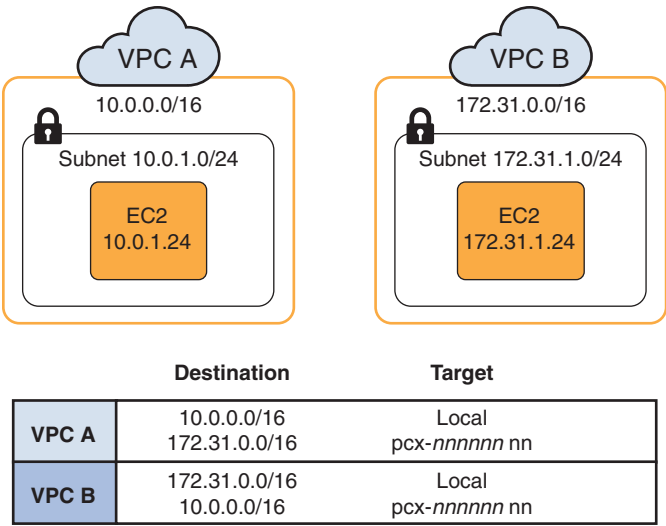 VPC A
VPC B
10.0.0.0/16
172.31.0.0/16
Subnet 10.0.1.0/24
Subnet 172.31.1.0/24
EC2
10.0.1.24
EC2
172.31.1.24
Destination Target
VPC A
10.0.0.0/16 Local
172.31.0.0/16 pcx-nnnnnn nn
VPC B
172.31.0.0/16 Local
10.0.0.0/16 pcx-nnnnnn nn